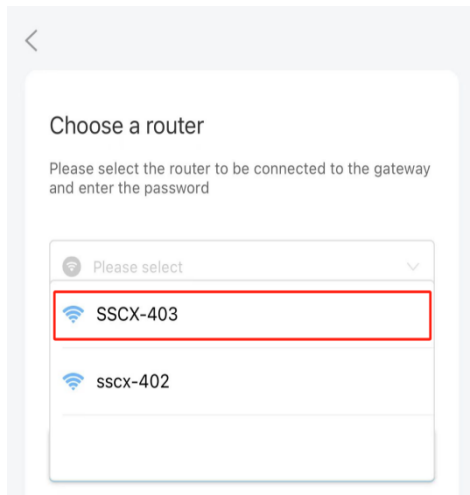 Choose a router
Please select the router to be connected to the gateway
and enter the password
Please select
SSCX-403
sscx-402